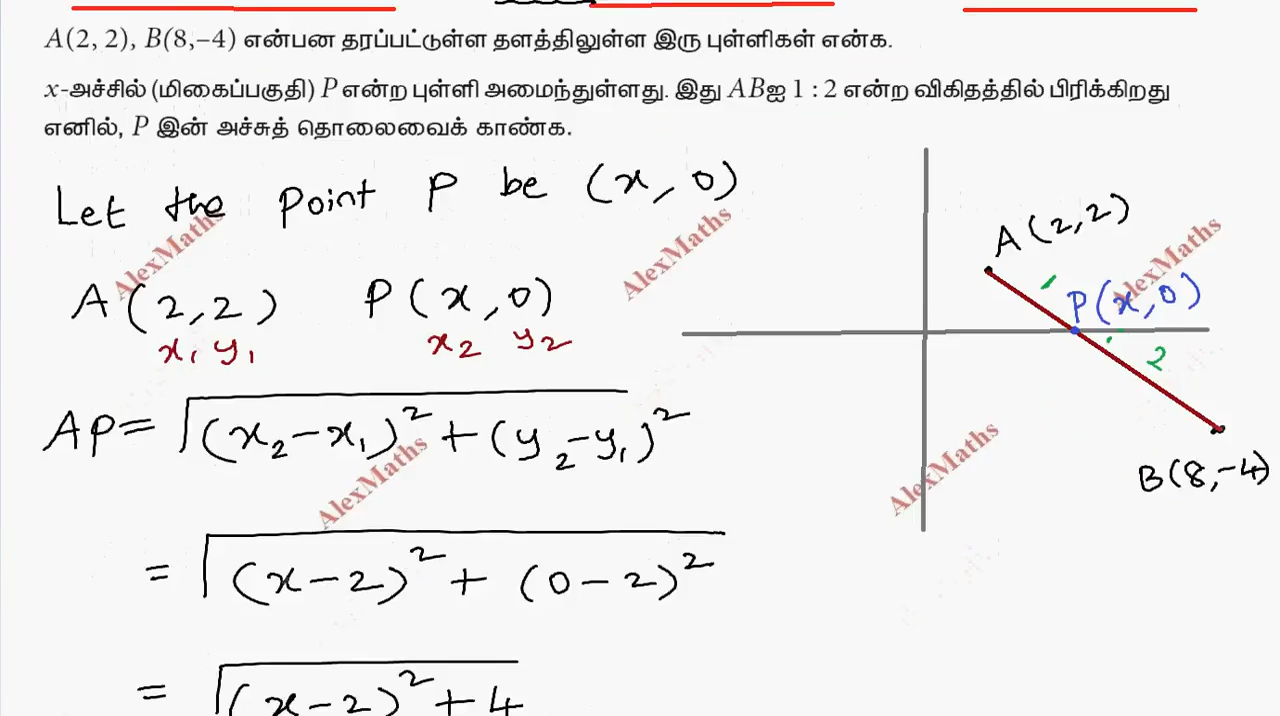 A(2, 2), B(8,–4) என்பன தரப்பட்டுள்ள தளத்திலுள்ள இரு புள்ளிகள் என்க.
x-அச்சில் (மிகைப்பகுதி) P என்ற புள்ளி அமைந்துள்ளது. இது ABஐ 1 : 2 என்ற விகிதத்தில் பிரிக்கிறது
எனில், P இன் அச்சுத் தொலைவைக் காண்க.
Let the point P be (x, 0)
A(2,2) P(x,0)
x₁ y₁ x₂ y₂
AP = √((x₂-x₁)² + (y₂-y₁)²)
= √((x-2)² + (0-2)²)
= √((x-2)² + 4
A(2,2)
1
P(x,0)
2
B(8,-4)
AlexMaths
AlexMaths
AlexMaths
AlexMaths
AlexMaths